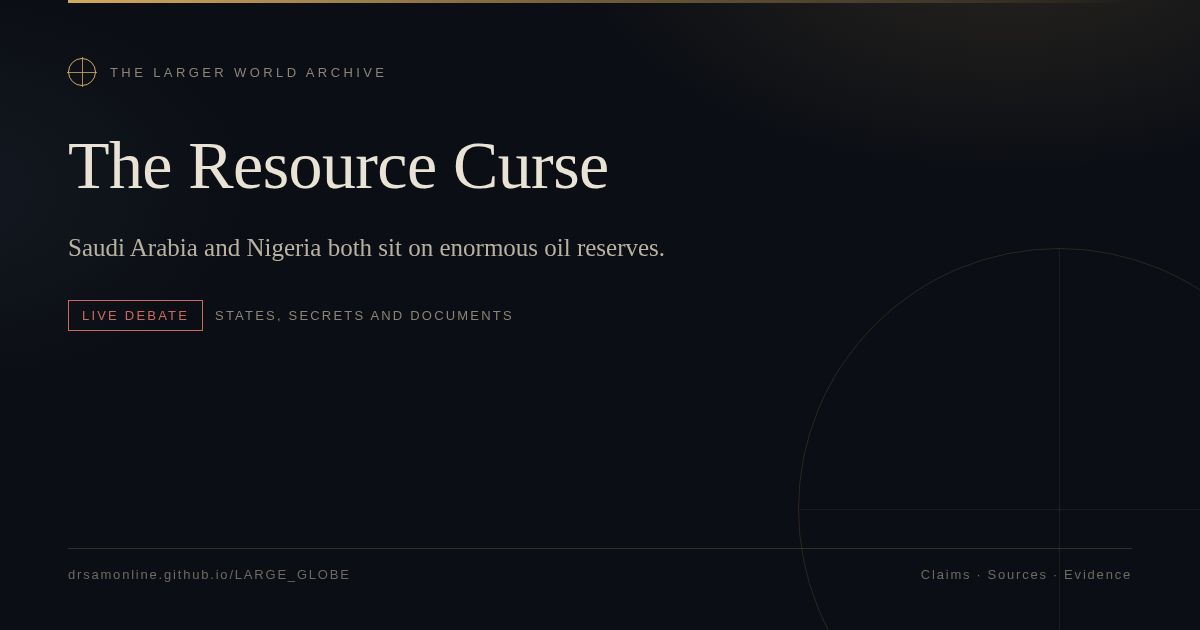 THE LARGER WORLD ARCHIVE
The Resource Curse
Saudi Arabia and Nigeria both sit on enormous oil reserves.
LIVE DEBATE STATES, SECRETS AND DOCUMENTS
drsamonline.github.io/LARGE_GLOBE Claims · Sources · Evidence